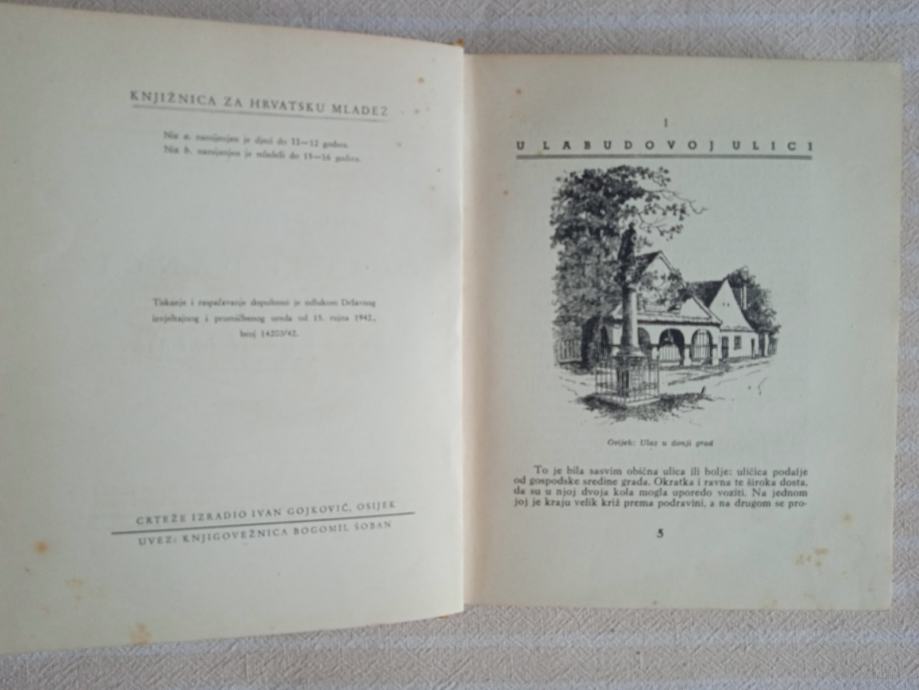 KNJIŽNICA ZA HRVATSKU MLADEŽ
Niz a. namijenjen je djeci do 11—12 godina.
Niz b. namijenjen je mladeži do 15—16 godina.
Tiskanje i raspačavanje dopušteno je odlukom Državnog
izvještajnog i promičbenog ureda od 15. rujna 1942.,
broj 14203/42.
CRTEŽE IZRADIO IVAN GOJKOVIĆ, OSIJEK
UVEZ: KNJIGOVEŽNICA BOGOMIL ŠOBAN
1
U LABUDOVOJ ULICI
Osijek: Ulaz u donji grad
To je bila sasvim obična ulica ili bolje: uličica podalje
od gospodske sredine grada. Okratka i ravna te široka dosta,
da su u njoj dvoja kola mogla uporedo voziti. Na jednom
joj je kraju velik križ prema podravini, a na drugom se pro-
5